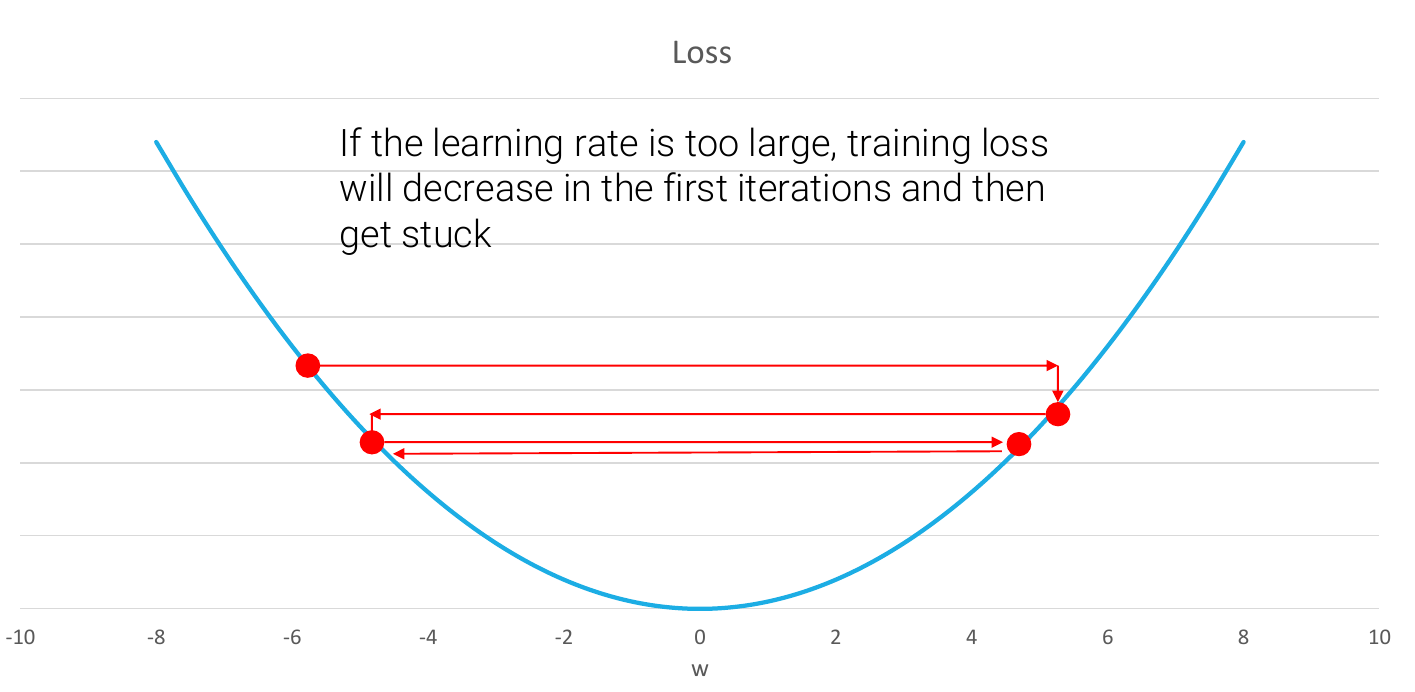 Loss
If the learning rate is too large, training loss
will decrease in the first iterations and then
get stuck
-10 -8 -6 -4 -2 0 2 4 6 8 10
w